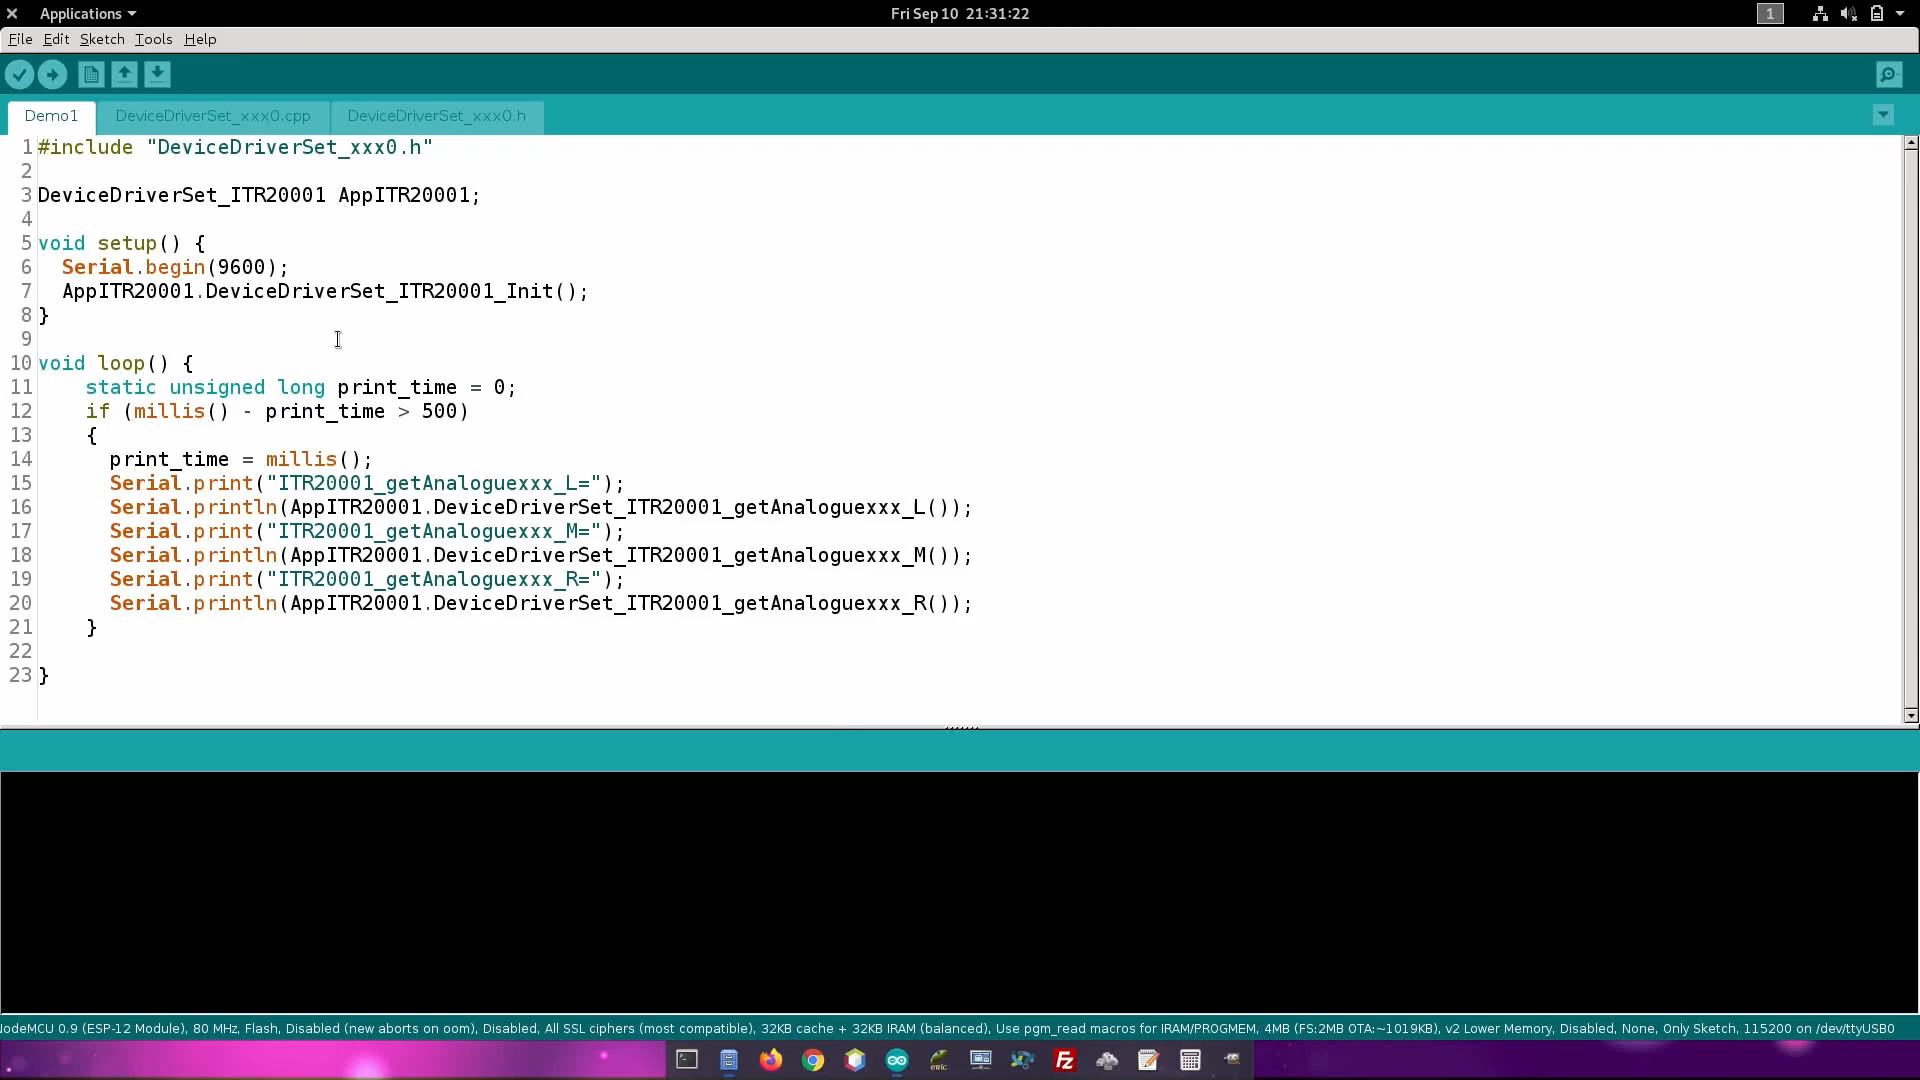 Applications
Fri Sep 10 21:31:22
1
File Edit Sketch Tools Help
Demo1 DeviceDriverSet_xxx0.cpp DeviceDriverSet_xxx0.h
1 #include "DeviceDriverSet_xxx0.h"
2
3 DeviceDriverSet_ITR20001 AppITR20001;
4
5 void setup() {
6 Serial.begin(9600);
7 AppITR20001.DeviceDriverSet_ITR20001_Init();
8 }
9
10 void loop() {
11 static unsigned long print_time = 0;
12 if (millis() - print_time > 500)
13 {
14 print_time = millis();
15 Serial.print("ITR20001_getAnaloguexxx_L=");
16 Serial.println(AppITR20001.DeviceDriverSet_ITR20001_getAnaloguexxx_L());
17 Serial.print("ITR20001_getAnaloguexxx_M=");
18 Serial.println(AppITR20001.DeviceDriverSet_ITR20001_getAnaloguexxx_M());
19 Serial.print("ITR20001_getAnaloguexxx_R=");
20 Serial.println(AppITR20001.DeviceDriverSet_ITR20001_getAnaloguexxx_R());
21 }
22
23 }
NodeMCU 0.9 (ESP-12 Module), 80 MHz, Flash, Disabled (new aborts on oom), Disabled, All SSL ciphers (most compatible), 32KB cache + 32KB IRAM (balanced), Use pgm_read macros for IRAM/PROGMEM, 4MB (FS:2MB OTA:~1019KB), v2 Lower Memory, Disabled, None, Only Sketch, 115200 on /dev/ttyUSB0
eric
Fz